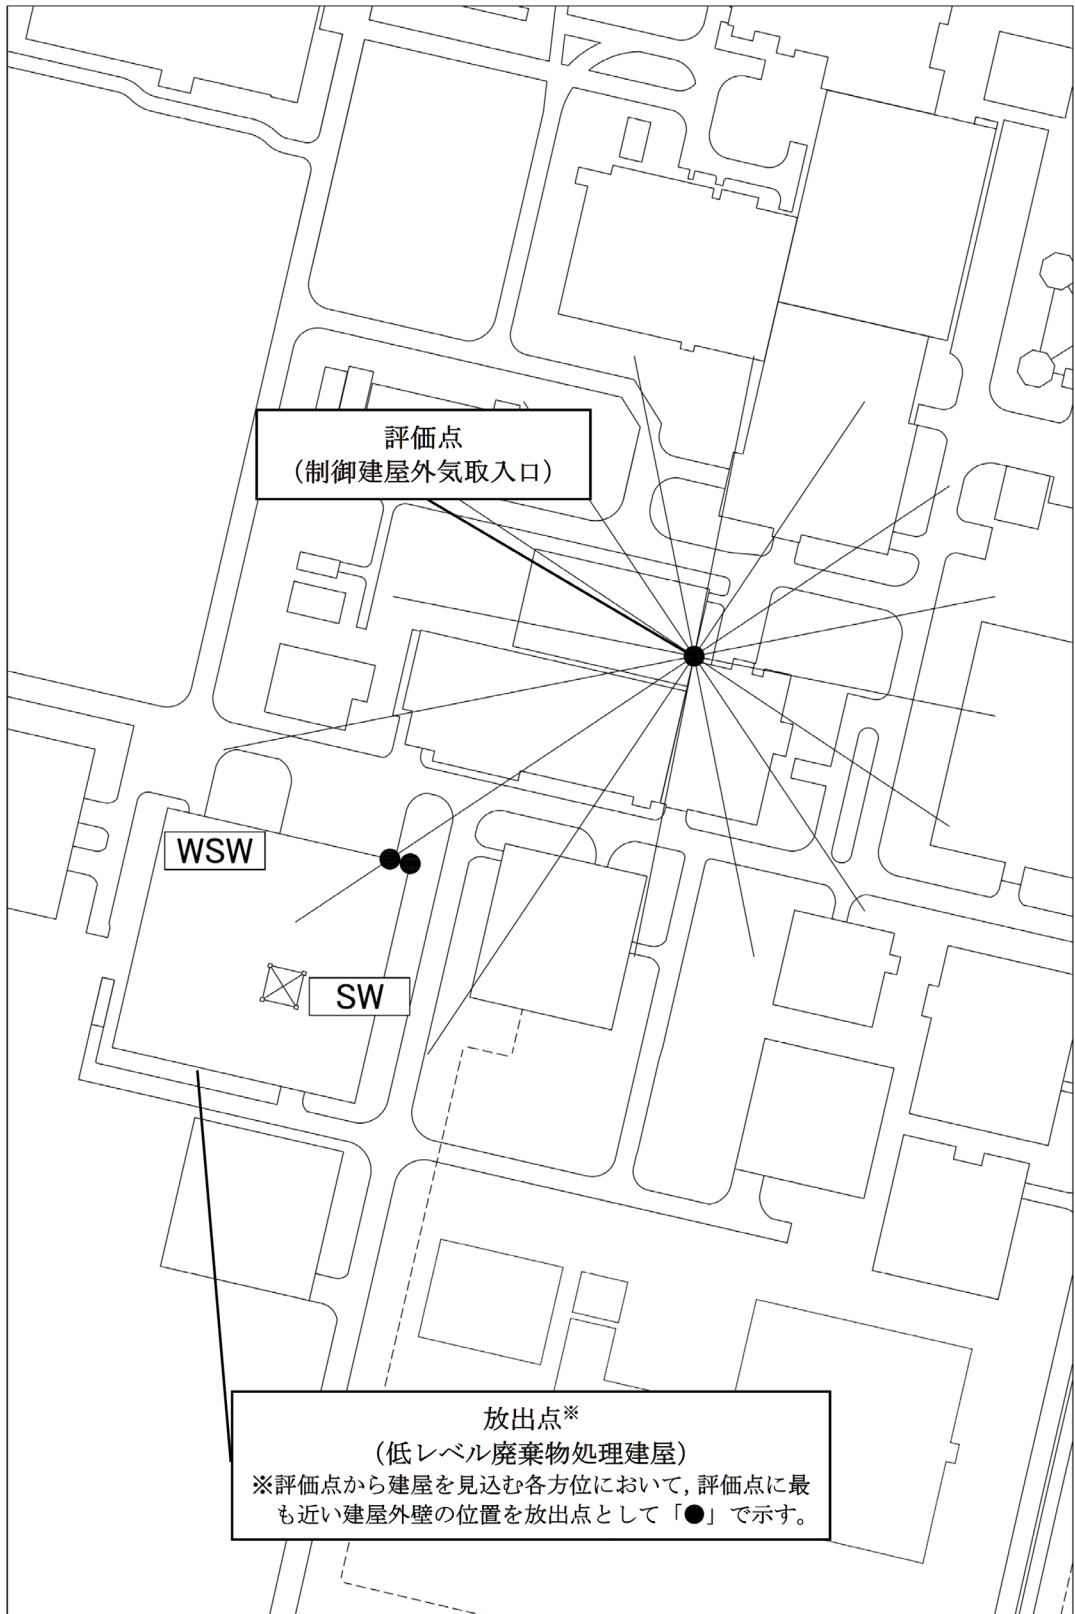 評価点
（制御建屋外気取入口）
WSW
SW
放出点※
（低レベル廃棄物処理建屋）
※評価点から建屋を見込む各方位において，評価点に最
も近い建屋外壁の位置を放出点として「●」で示す。